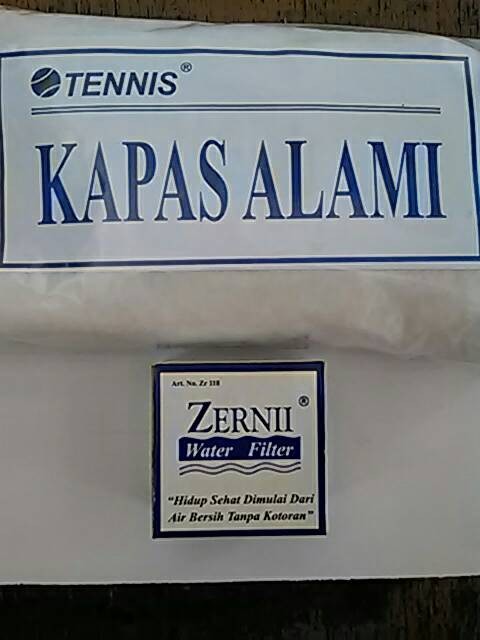 TENNIS®
KAPAS ALAMI
Art. No. Zr 118
ZERNII®
Water Filter
"Hidup Sehat Dimulai Dari
Air Bersih Tanpa Kotoran"